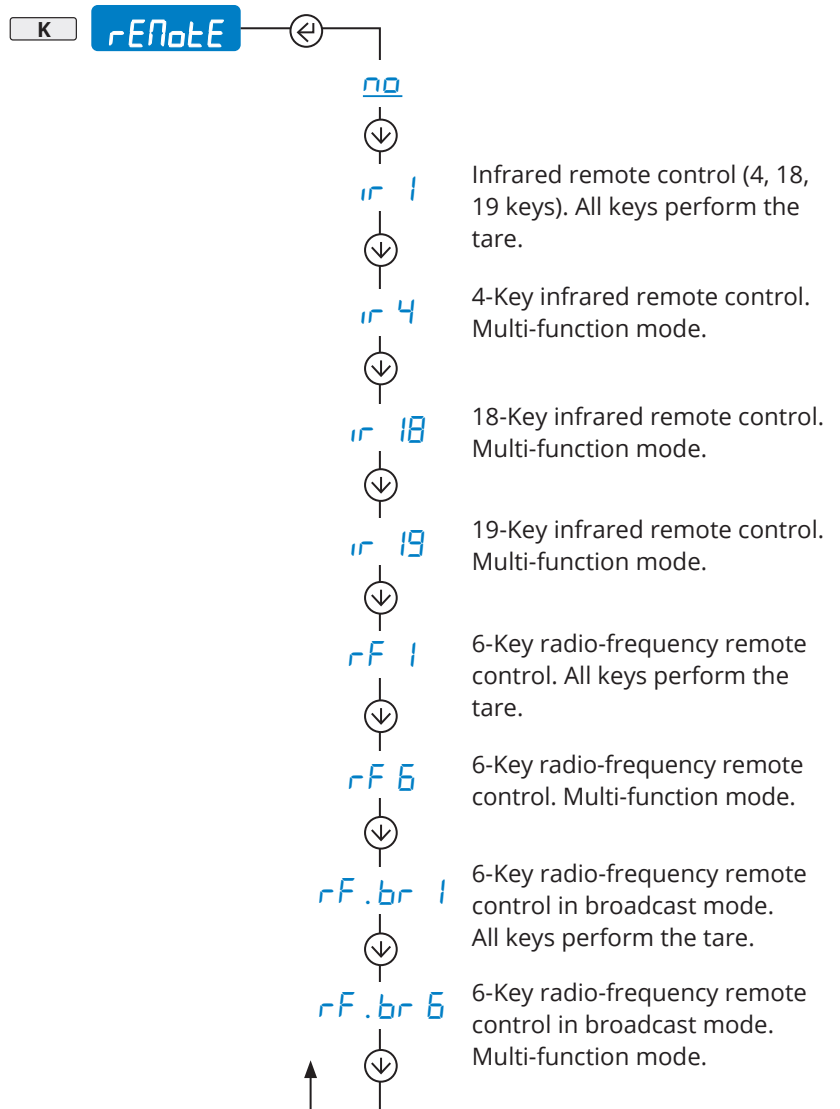 K rEMotE
no
ir 1
Infrared remote control (4, 18,
19 keys). All keys perform the
tare.
ir 4
4-Key infrared remote control.
Multi-function mode.
ir 18
18-Key infrared remote control.
Multi-function mode.
ir 19
19-Key infrared remote control.
Multi-function mode.
rF 1
6-Key radio-frequency remote
control. All keys perform the
tare.
rF 6
6-Key radio-frequency remote
control. Multi-function mode.
rF.br 1
6-Key radio-frequency remote
control in broadcast mode.
All keys perform the tare.
rF.br 6
6-Key radio-frequency remote
control in broadcast mode.
Multi-function mode.